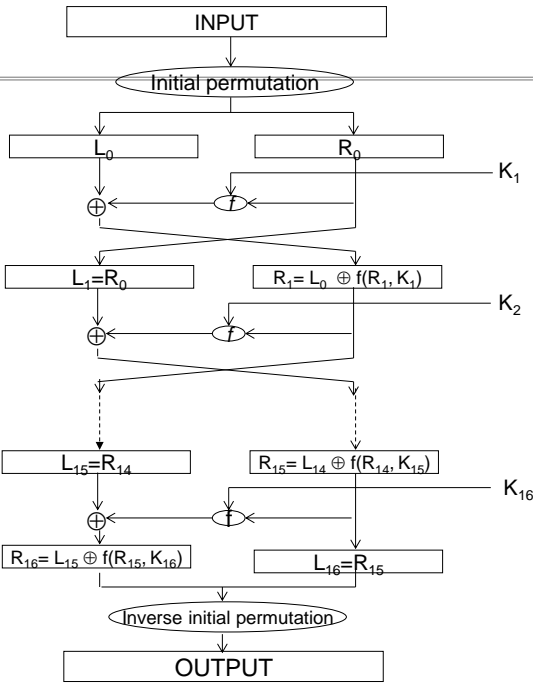 INPUT
Initial permutation
L₀
R₀
K₁
⊕
f
L₁=R₀
R₁= L₀ ⊕ f(R₁, K₁)
K₂
⊕
f
L₁₅=R₁₄
R₁₅= L₁₄ ⊕ f(R₁₄, K₁₅)
K₁₆
⊕
f
R₁₆= L₁₅ ⊕ f(R₁₅, K₁₆)
L₁₆=R₁₅
Inverse initial permutation
OUTPUT